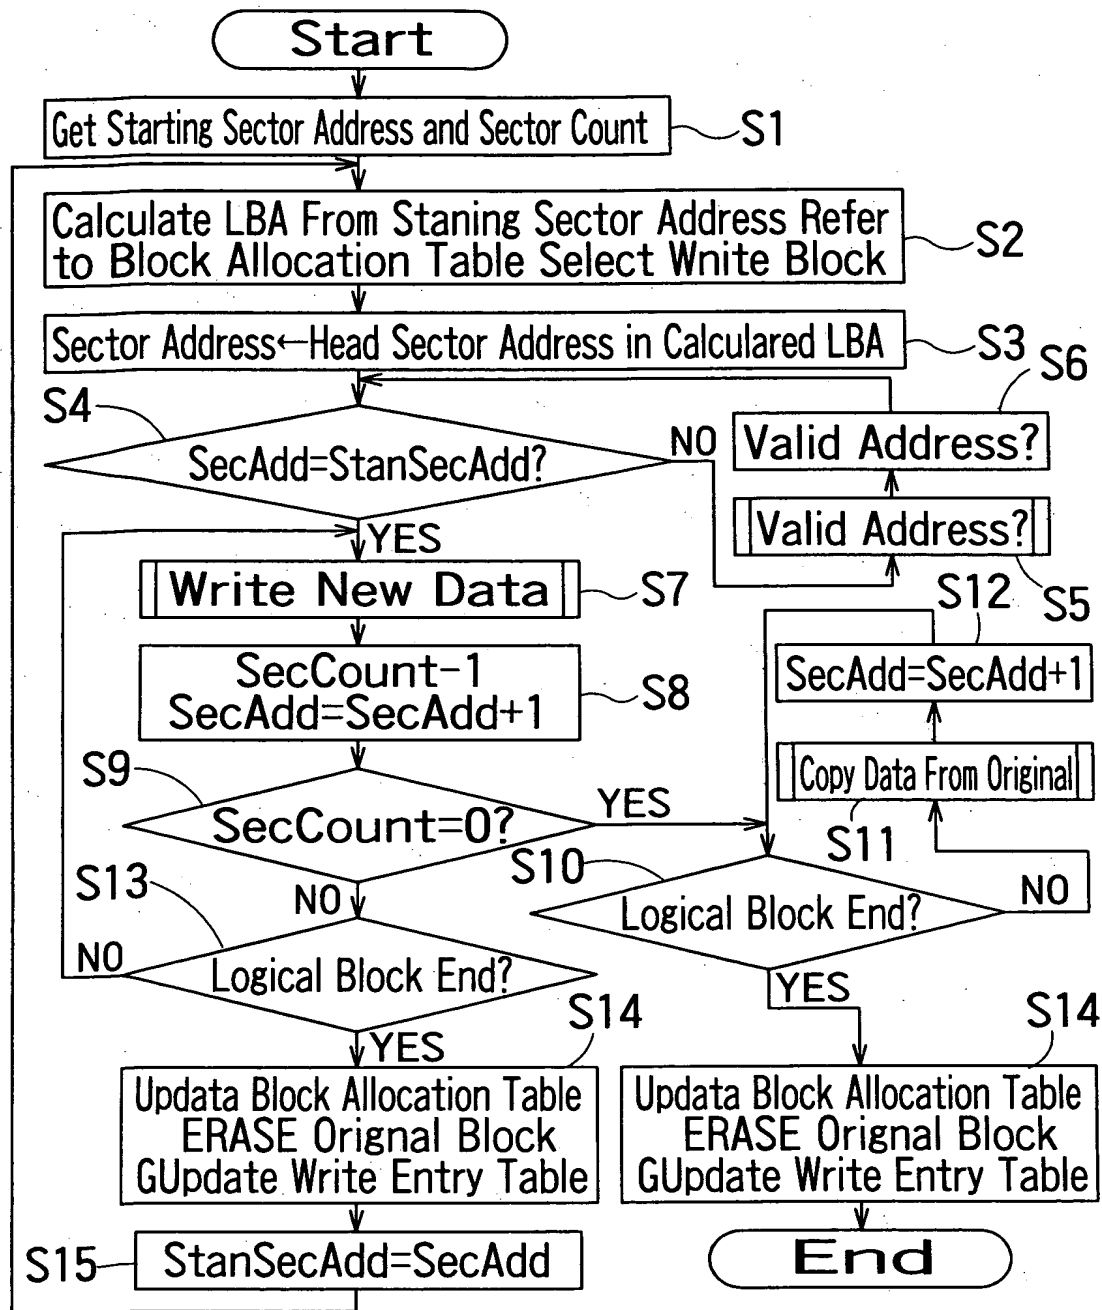 Start
Get Starting Sector Address and Sector Count
S1
Calculate LBA From Staning Sector Address Refer
to Block Allocation Table Select Wnite Block
S2
Sector Address←Head Sector Address in Calculared LBA
S3
S6
S4
SecAdd=StanSecAdd?
NO
Valid Address?
Valid Address?
S5
YES
Write New Data
S7
S12
SecCount-1
SecAdd=SecAdd+1
S8
SecAdd=SecAdd+1
S9
SecCount=0?
YES
Copy Data From Original
S11
S10
S13
NO
Logical Block End?
NO
NO
Logical Block End?
YES
S14
S14
YES
Updata Block Allocation Table
ERASE Orignal Block
GUpdate Write Entry Table
Updata Block Allocation Table
ERASE Orignal Block
GUpdate Write Entry Table
S15
StanSecAdd=SecAdd
End